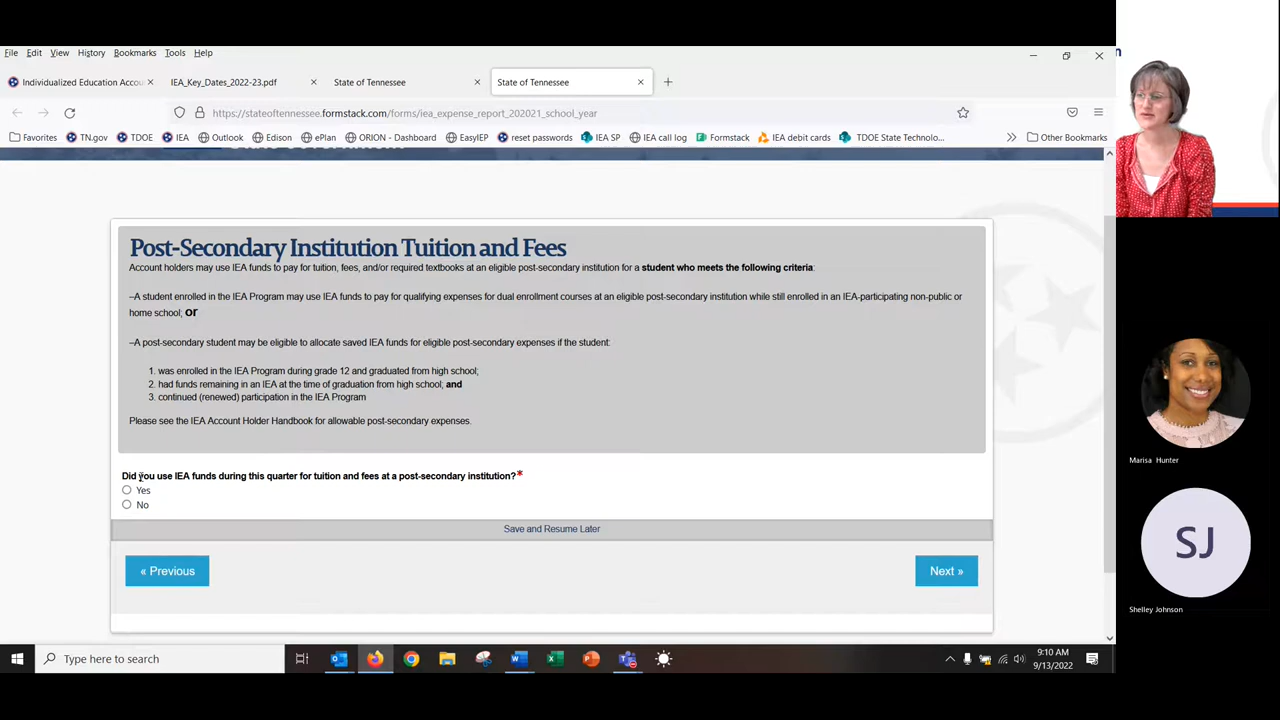 File Edit View History Bookmarks Tools Help
Individualized Education Accou
IEA_Key_Dates_2022-23.pdf
State of Tennessee
State of Tennessee
https://stateoftennessee.formstack.com/forms/iea_expense_report_202021_school_year
Favorites TN.gov TDOE IEA Outlook Edison ePlan ORION - Dashboard EasyIEP reset passwords IEA SP IEA call log Formstack IEA debit cards TDOE State Technolo... Other Bookmarks
Post-Secondary Institution Tuition and Fees
Account holders may use IEA funds to pay for tuition, fees, and/or required textbooks at an eligible post-secondary institution for a student who meets the following criteria:
–A student enrolled in the IEA Program may use IEA funds to pay for qualifying expenses for dual enrollment courses at an eligible post-secondary institution while still enrolled in an IEA-participating non-public or
home school; or
–A post-secondary student may be eligible to allocate saved IEA funds for eligible post-secondary expenses if the student:
1. was enrolled in the IEA Program during grade 12 and graduated from high school;
2. had funds remaining in an IEA at the time of graduation from high school; and
3. continued (renewed) participation in the IEA Program
Please see the IEA Account Holder Handbook for allowable post-secondary expenses.
Did you use IEA funds during this quarter for tuition and fees at a post-secondary institution?*
Yes
No
Save and Resume Later
« Previous
Next »
Marisa Hunter
SJ
Shelley Johnson
Type here to search
9:10 AM
9/13/2022